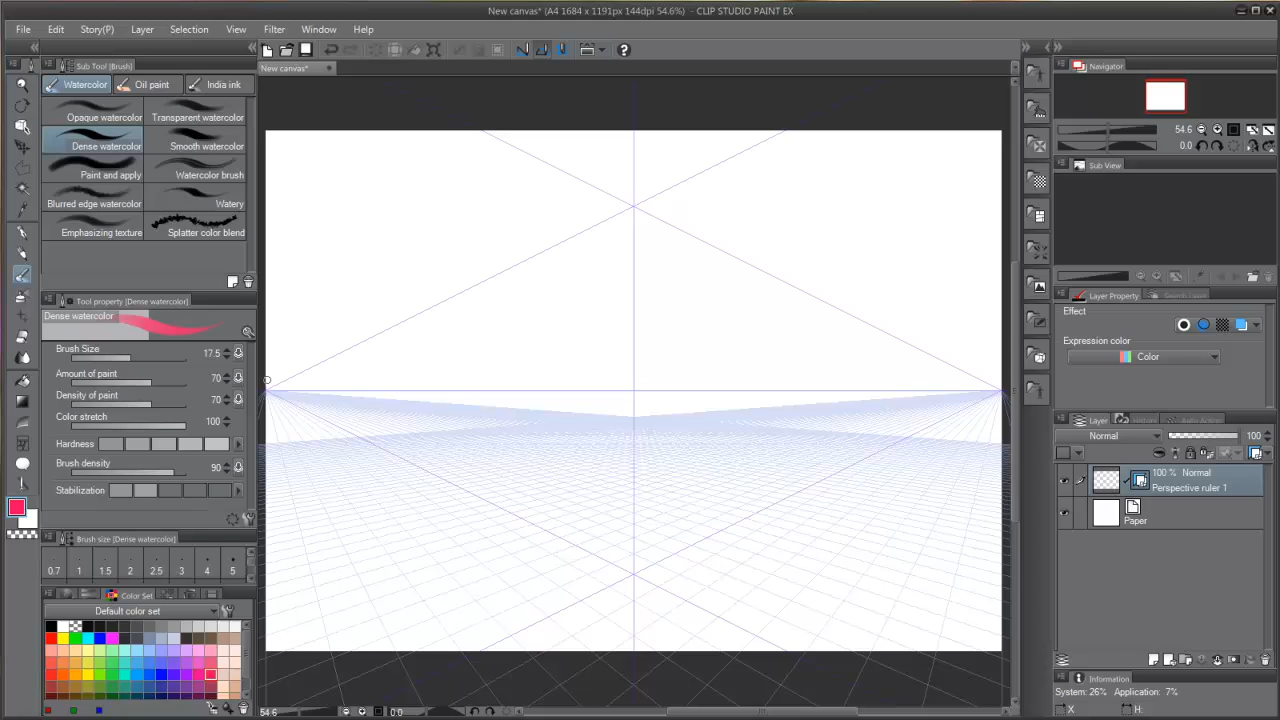 New canvas* (A4 1684 x 1191px 144dpi 54.6%) - CLIP STUDIO PAINT EX
File Edit Story(P) Layer Selection View Filter Window Help
Sub Tool [Brush]
New canvas*
Navigator
Watercolor Oil paint India ink
Opaque watercolor Transparent watercolor
Dense watercolor Smooth watercolor
Paint and apply Watercolor brush
Blurred edge watercolor Watery
Emphasizing texture Splatter color blend
54.6
0.0
Sub View
Tool property [Dense watercolor]
Dense watercolor
Brush Size 17.5
Amount of paint 70
Density of paint 70
Color stretch 100
Hardness
Brush density 90
Stabilization
Layer Property Search Layer
Effect
Expression color
Color
Layer History Auto Action
Normal 100
100 % Normal
Perspective ruler 1
Paper
Brush size [Dense watercolor]
0.7 1 1.5 2 2.5 3 4 5
Color Set
Default color set
54.6 0.0
Information
System: 26% Application: 7%
X H: